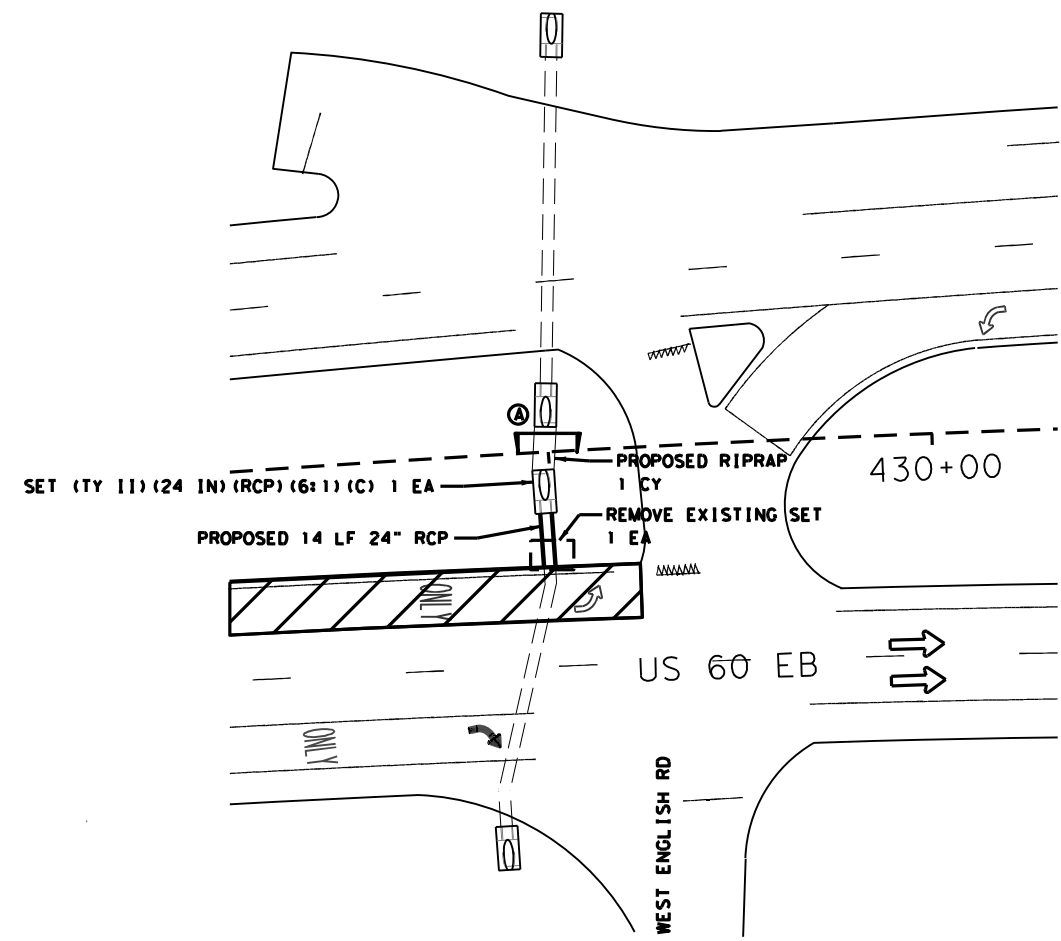 A
PROPOSED RIPRAP
1 CY
430+00
SET (TY II)(24 IN)(RCP)(6:1)(C) 1 EA
REMOVE EXISTING SET
1 EA
PROPOSED 14 LF 24" RCP
ONLY
US 60 EB
ONLY
WEST ENGLISH RD